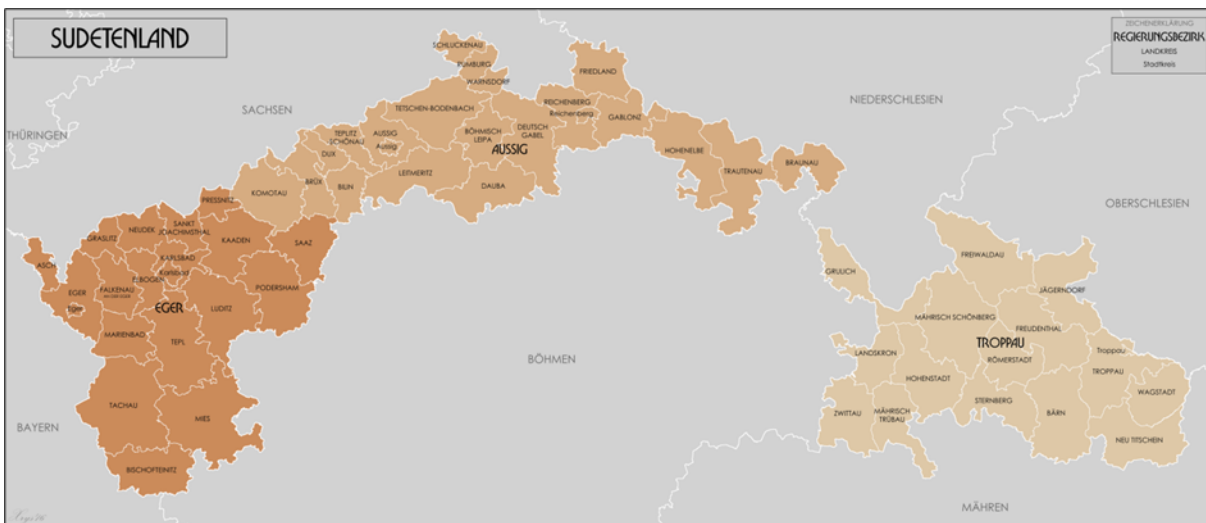 SUDETENLAND
ZEICHENERKLÄRUNG
REGIERUNGSBEZIRK
LANDKREIS
Stadtkreis
THÜRINGEN
SACHSEN
NIEDERSCHLESIEN
OBERSCHLESIEN
BÖHMEN
BAYERN
MÄHREN
SCHLUCKENAU
RUMBURG
WARNSDORF
FRIEDLAND
TETSCHEN-BODENBACH
REICHENBERG
Reichenberg
GABLONZ
TEPLITZ
SCHÖNAU
AUSSIG
Aussig
BÖHMISCH
LEIPA
DEUTSCH
GABEL
AUSSIG
DUX
BRÜX
BILIN
LEITMERITZ
DAUBA
KOMOTAU
HOHENELBE
TRAUTENAU
BRAUNAU
PRESSNITZ
SANKT
JOACHIMSTHAL
NEUDEK
GRASLITZ
KAADEN
SAAZ
ASCH
KARLSBAD
Karlsbad
ELBOGEN
EGER
FALKENAU
AN DER EGER
EGER
LUDITZ
PODERSHAM
MARIENBAD
TEPL
TACHAU
MIES
BISCHOFTEINITZ
GRULICH
FREIWALDAU
JÄGERNDORF
MÄHRISCH SCHÖNBERG
FREUDENTHAL
TROPPAU
RÖMERSTADT
Troppau
TROPPAU
LANDSKRON
HOHENSTADT
WAGSTADT
STERNBERG
BÄRN
ZWITTAU
MÄHRISCH
TRÜBAU
NEU TITSCHEIN